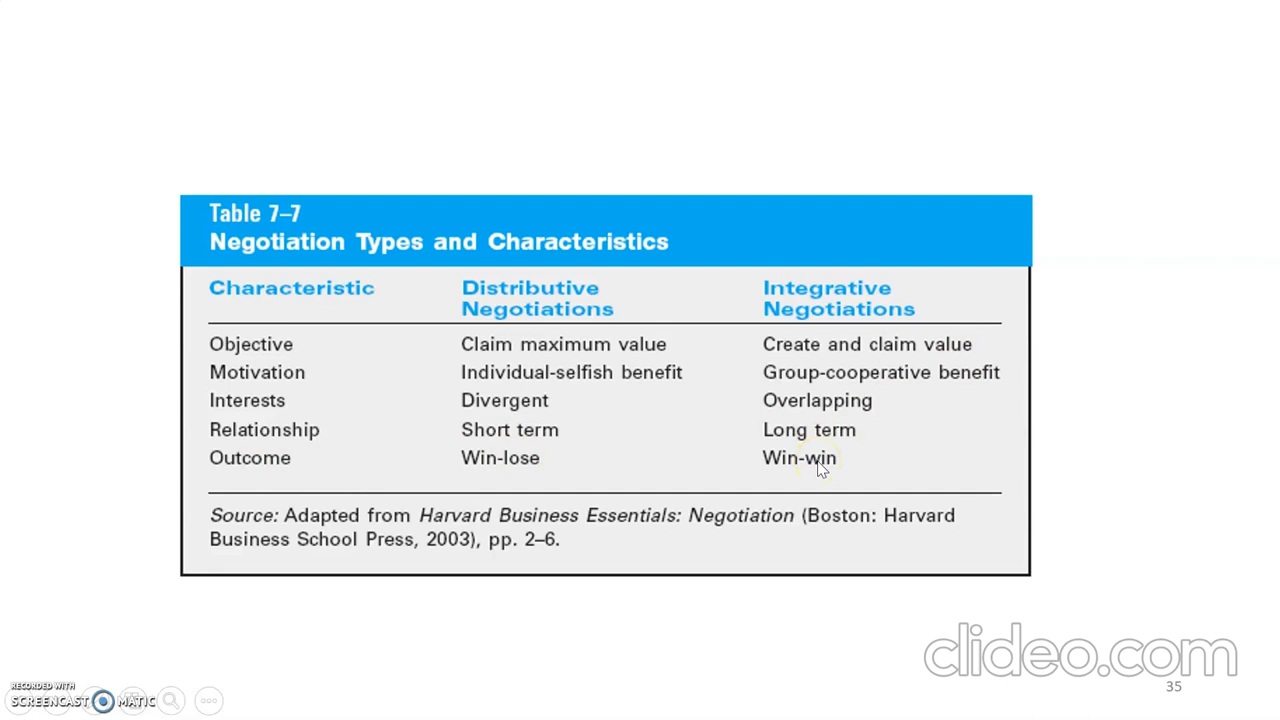 Table 7–7
Negotiation Types and Characteristics
Characteristic Distributive Negotiations Integrative Negotiations
Objective Claim maximum value Create and claim value
Motivation Individual-selfish benefit Group-cooperative benefit
Interests Divergent Overlapping
Relationship Short term Long term
Outcome Win-lose Win-win
Source: Adapted from Harvard Business Essentials: Negotiation (Boston: Harvard
Business School Press, 2003), pp. 2–6.
clideo.com
35
RECORDED WITH
SCREENCAST MATIC